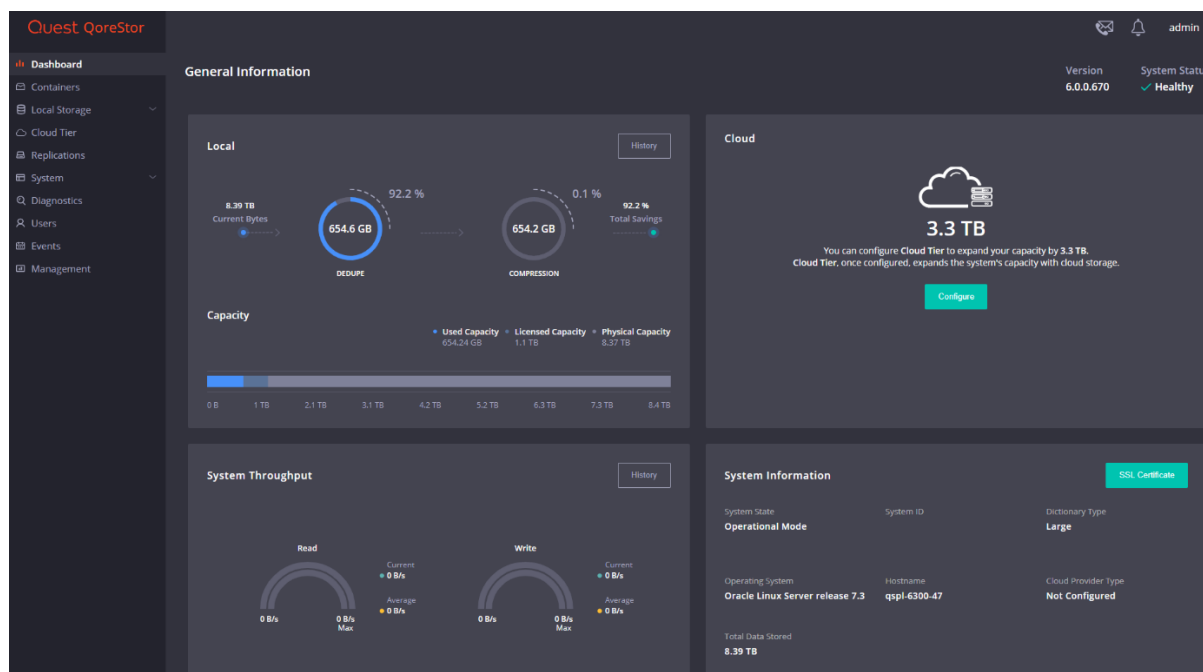 Quest QoreStor
admin
Dashboard
Containers
Local Storage
Cloud Tier
Replications
System
Diagnostics
Users
Events
Management
General Information
Version
6.0.0.670
System Statu
Healthy
Local
History
8.39 TB
Current Bytes
92.2 %
654.6 GB
DEDUPE
0.1 %
654.2 GB
COMPRESSION
92.2 %
Total Savings
Capacity
Used Capacity Licensed Capacity Physical Capacity
654.24 GB 1.1 TB 8.37 TB
0 B 1 TB 2.1 TB 3.1 TB 4.2 TB 5.2 TB 6.3 TB 7.3 TB 8.4 TB
Cloud
3.3 TB
You can configure Cloud Tier to expand your capacity by 3.3 TB.
Cloud Tier, once configured, expands the system's capacity with cloud storage.
Configure
System Throughput
History
Read
Current
0 B/s
Average
0 B/s
0 B/s 0 B/s
Max
Write
Current
0 B/s
Average
0 B/s
0 B/s 0 B/s
Max
System Information
SSL Certificate
System State System ID Dictionary Type
Operational Mode Large
Operating System Hostname Cloud Provider Type
Oracle Linux Server release 7.3 qspl-6300-47 Not Configured
Total Data Stored
8.39 TB